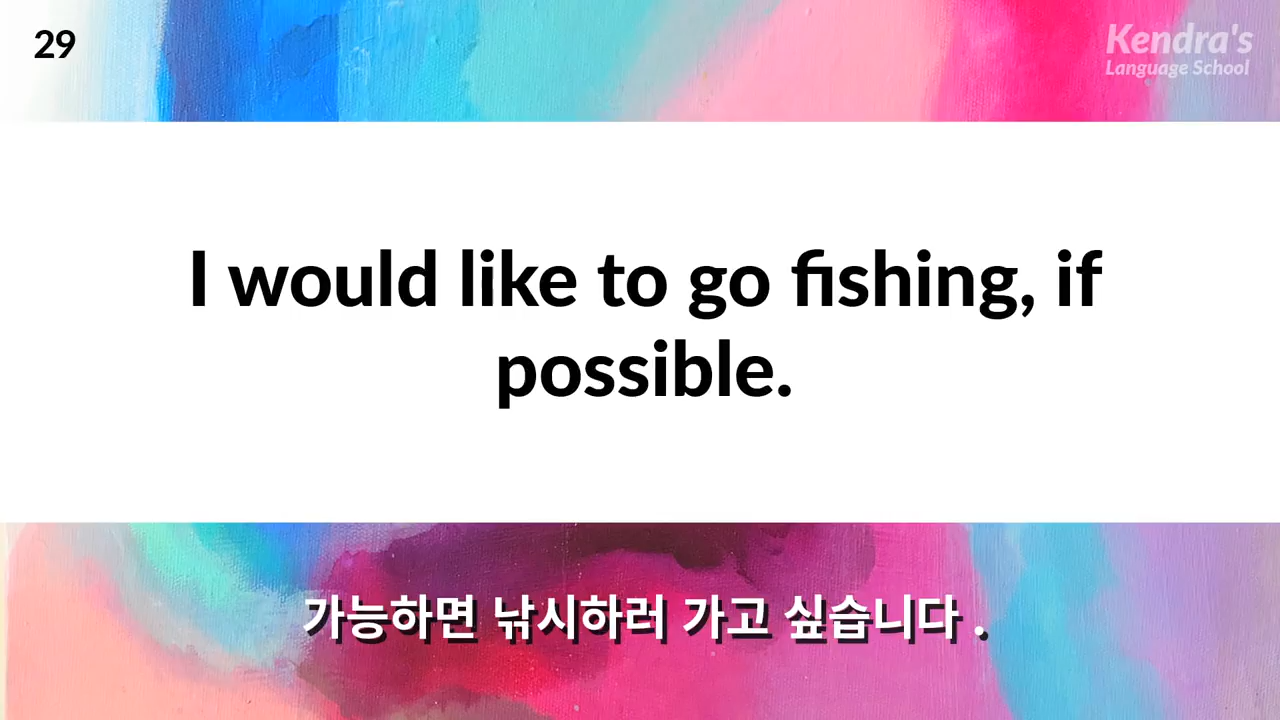 29
Kendra's
Language School
I would like to go fishing, if
possible.
가능하면 낚시하러 가고 싶습니다 .